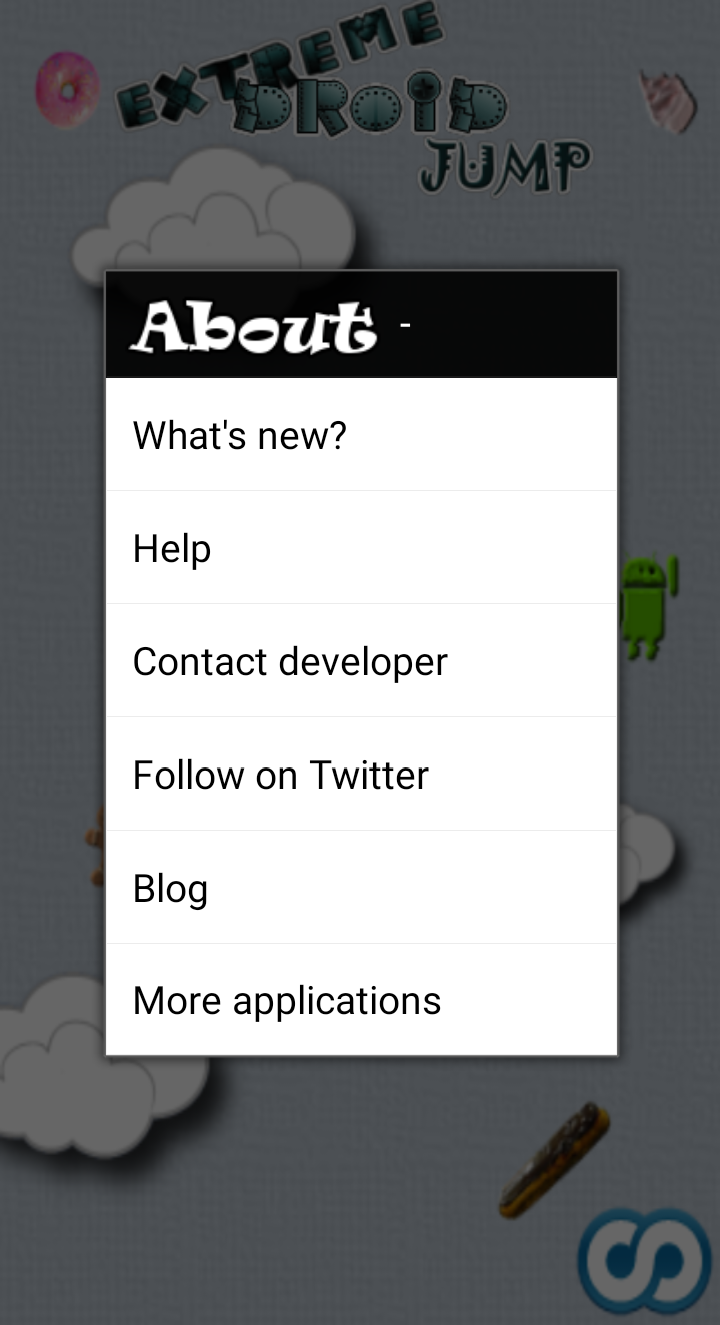 EXTREME
DROID
JUMP
About -
What's new?
Help
Contact developer
Follow on Twitter
Blog
More applications